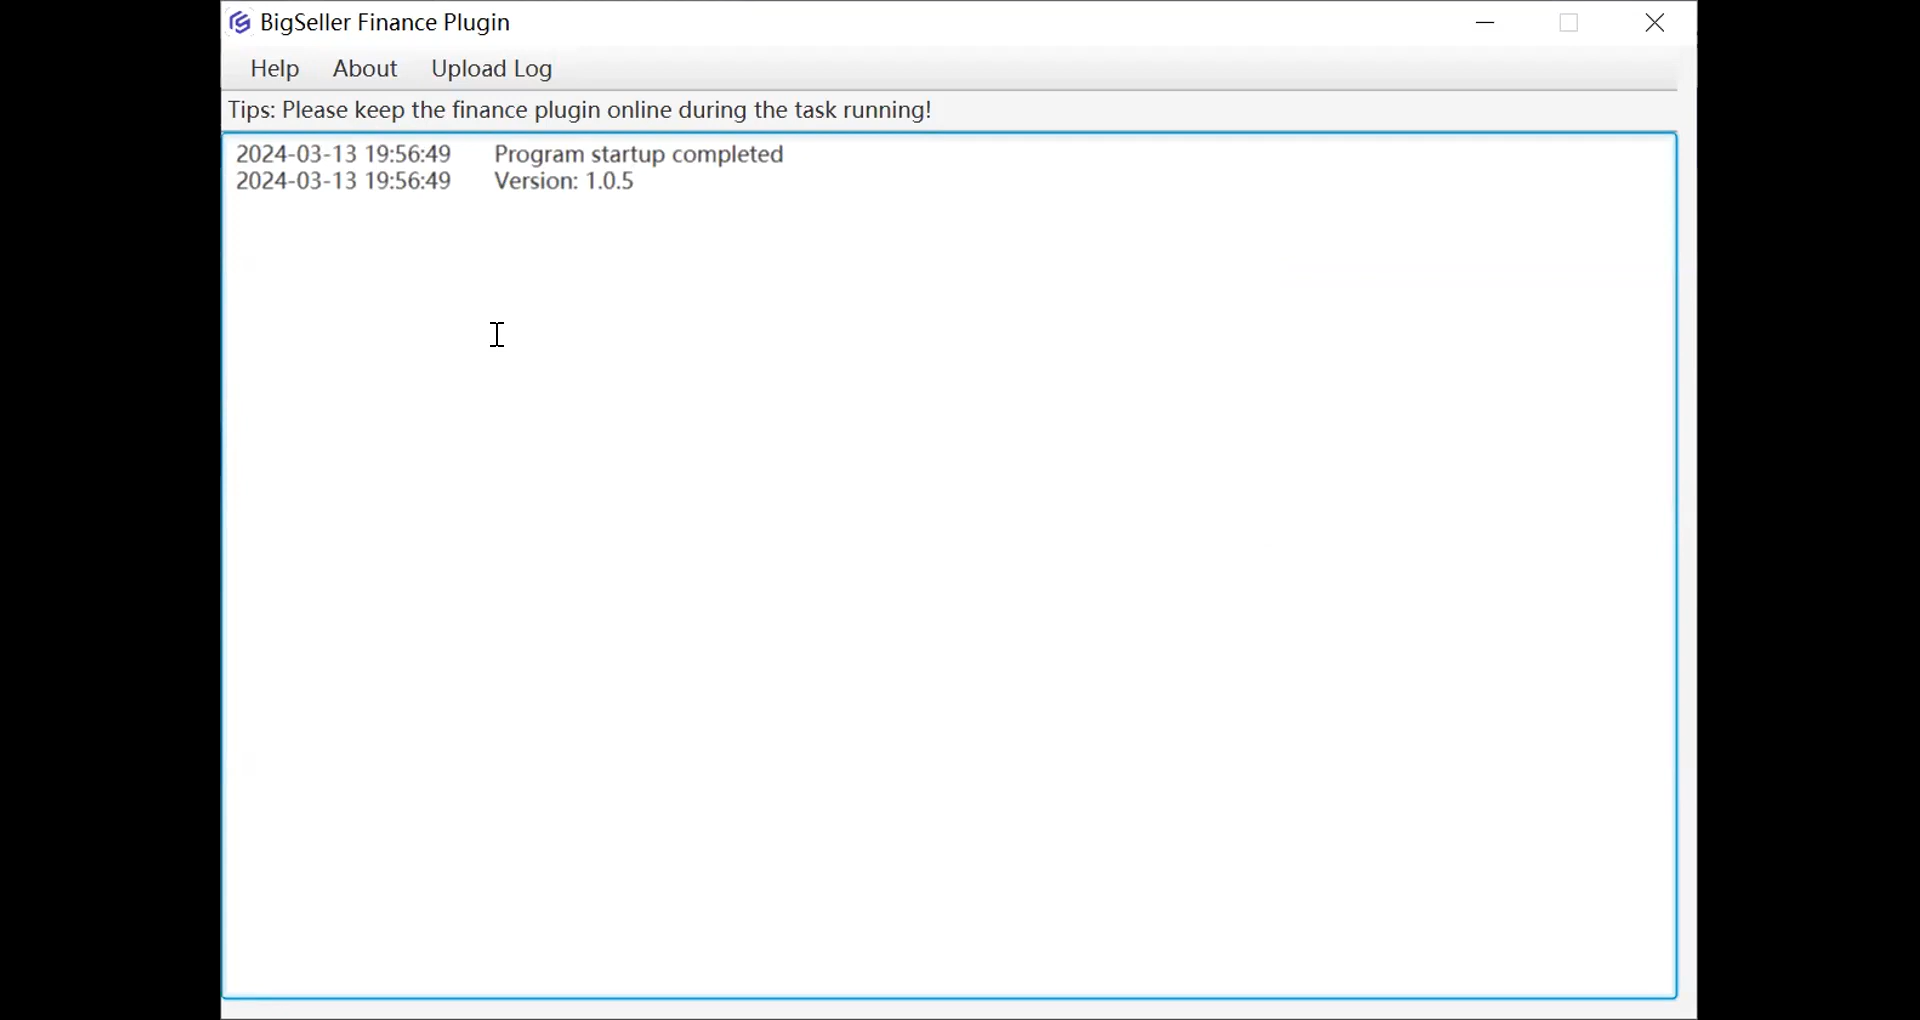 BigSeller Finance Plugin
Help About Upload Log
Tips: Please keep the finance plugin online during the task running!
2024-03-13 19:56:49 Program startup completed
2024-03-13 19:56:49 Version: 1.0.5